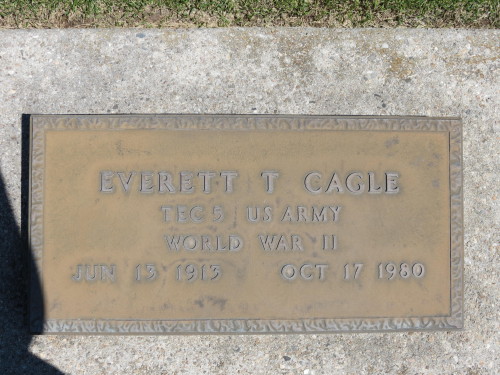 EVERETT T CAGLE
TEC 5 US ARMY
WORLD WAR II
JUN 13 1913 OCT 17 1980